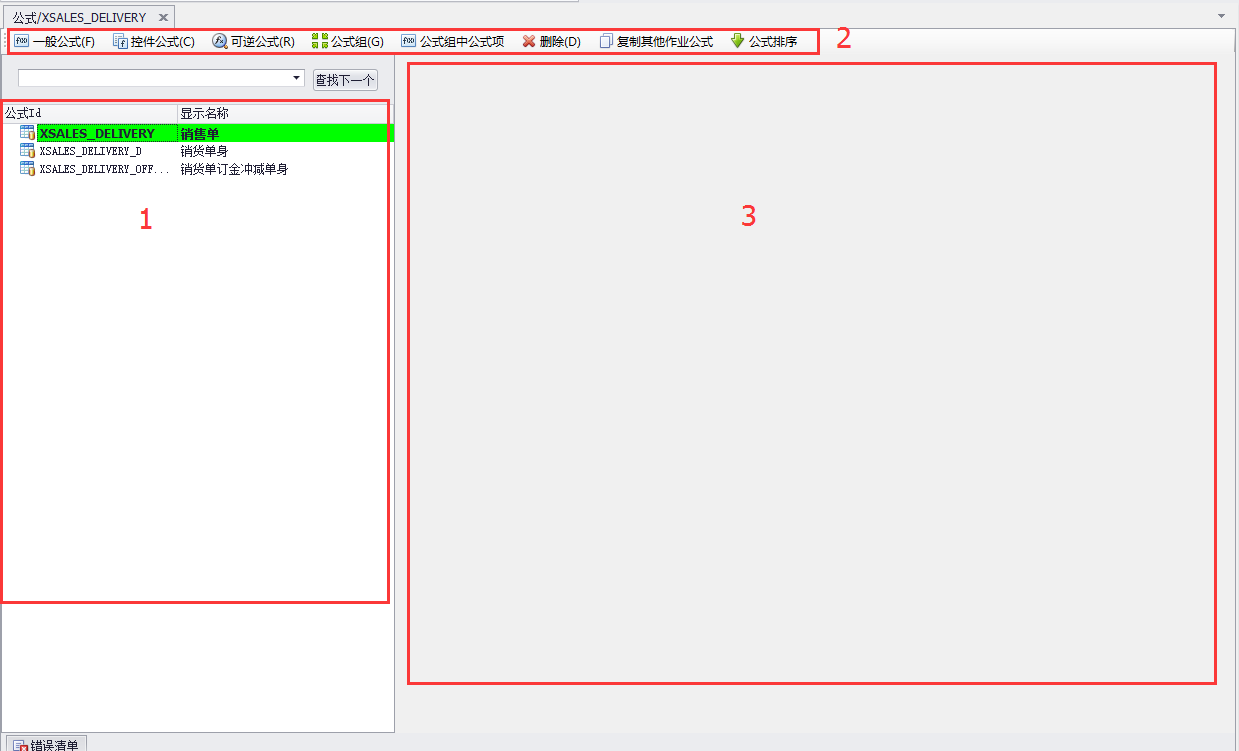 公式/XSALES_DELIVERY
一般公式(F) 控件公式(C) 可逆公式(R) 公式组(G) 公式组中公式项 删除(D) 复制其他作业公式 公式排序 2
查找下一个
公式Id 显示名称
XSALES_DELIVERY 销售单
XSALES_DELIVERY_D 销货单身
XSALES_DELIVERY_OFF... 销货单订金冲减单身
1
3
错误清单